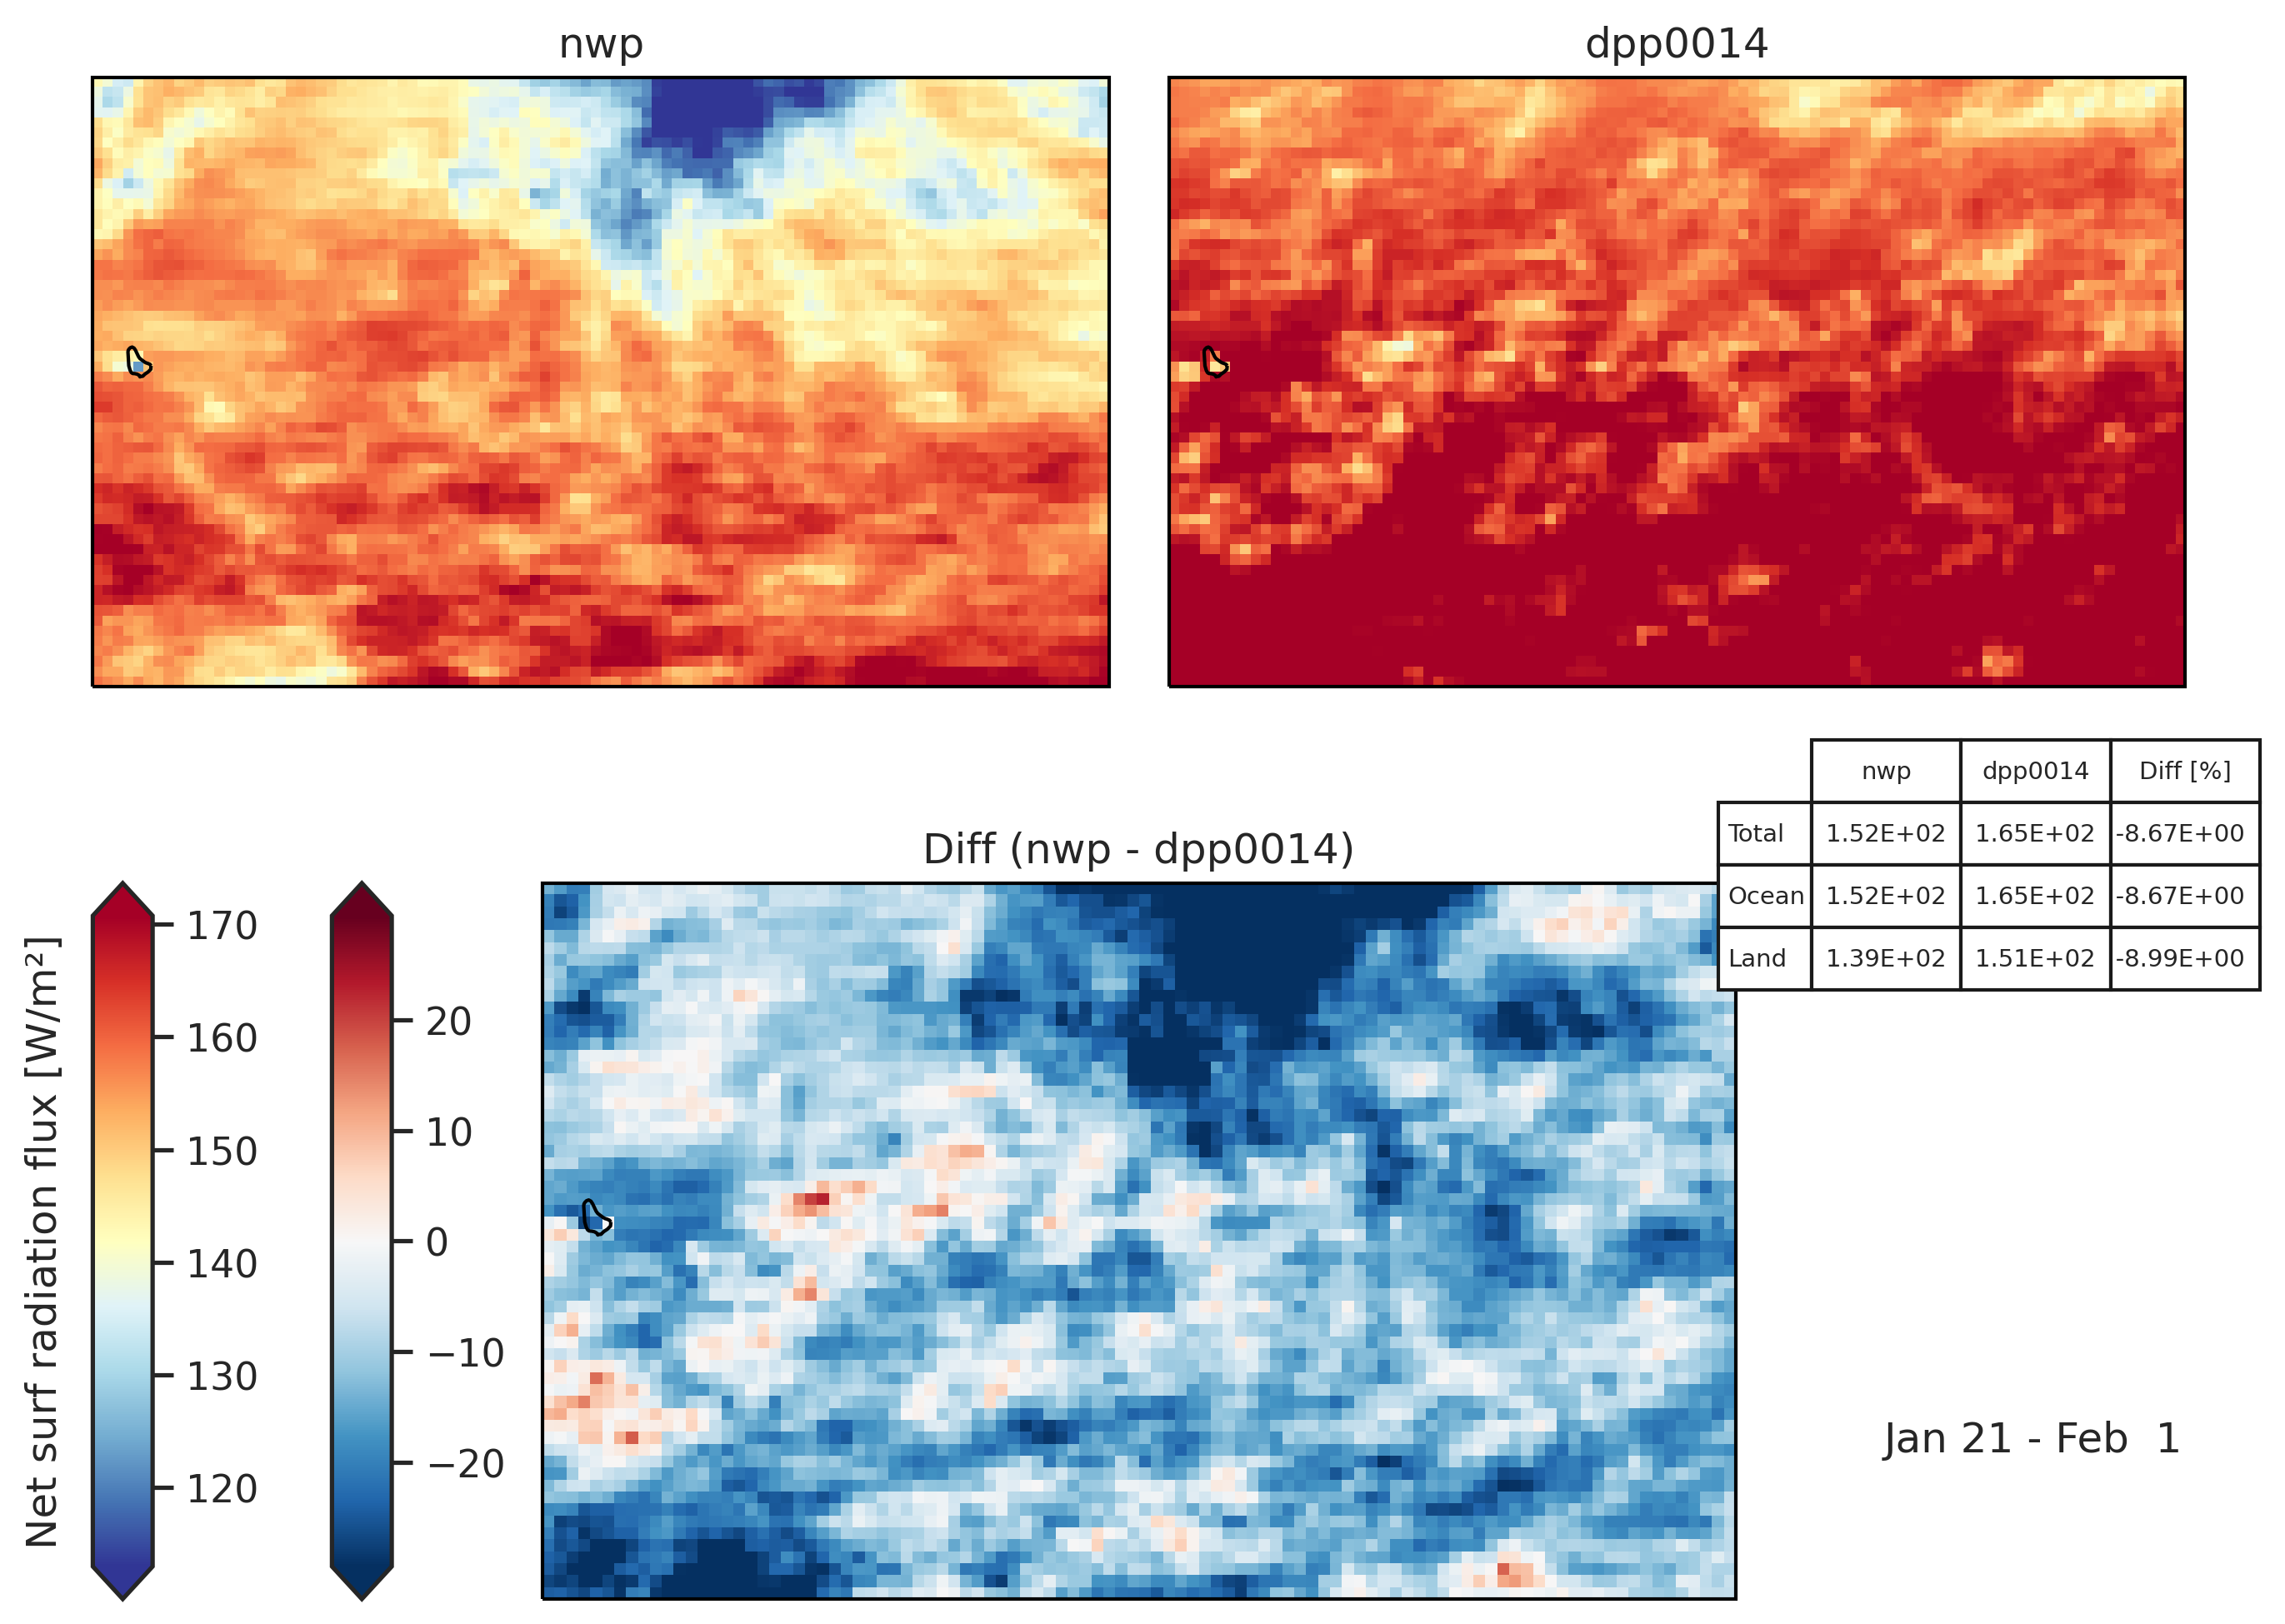 nwp
dpp0014
nwp dpp0014 Diff [%]
Total 1.52E+02 1.65E+02 -8.67E+00
Ocean 1.52E+02 1.65E+02 -8.67E+00
Land 1.39E+02 1.51E+02 -8.99E+00
Diff (nwp - dpp0014)
Net surf radiation flux [W/m²]
170
160
150
140
130
120
20
10
0
−10
−20
Jan 21 - Feb  1